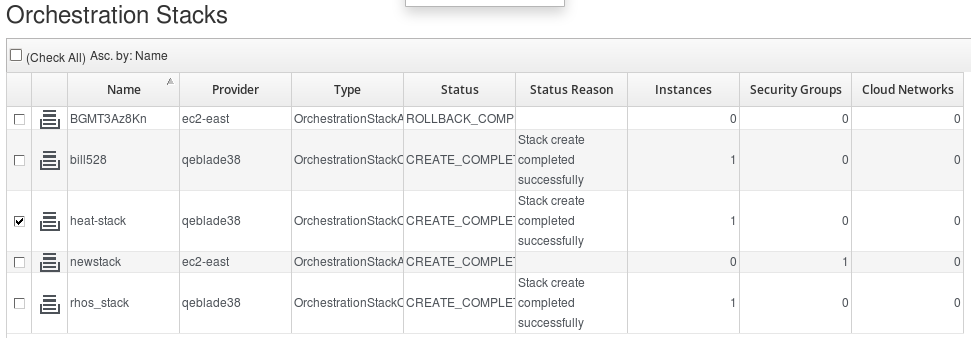 Orchestration Stacks
(Check All) Asc. by: Name
Name Provider Type Status Status Reason Instances Security Groups Cloud Networks
BGMT3Az8Kn ec2-east OrchestrationStackA ROLLBACK_COMP 0 0 0
bill528 qeblade38 OrchestrationStackC CREATE_COMPLET Stack create completed successfully 1 0 0
heat-stack qeblade38 OrchestrationStackC CREATE_COMPLET Stack create completed successfully 1 0 0
newstack ec2-east OrchestrationStackA CREATE_COMPLET 0 1 0
rhos_stack qeblade38 OrchestrationStackC CREATE_COMPLET Stack create completed successfully 1 0 0